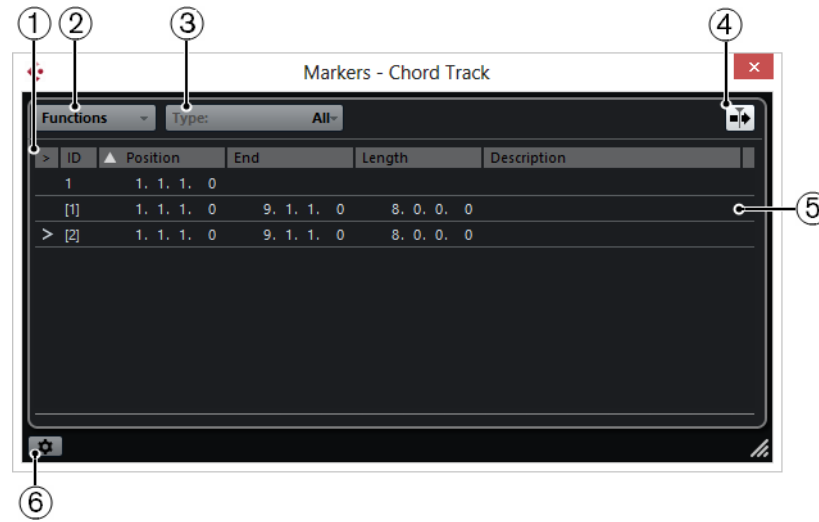 1 2 3 4
Markers - Chord Track
Functions Type: All
> ID Position End Length Description
1 1. 1. 1. 0
[1] 1. 1. 1. 0 9. 1. 1. 0 8. 0. 0. 0
5
> [2] 1. 1. 1. 0 9. 1. 1. 0 8. 0. 0. 0
6